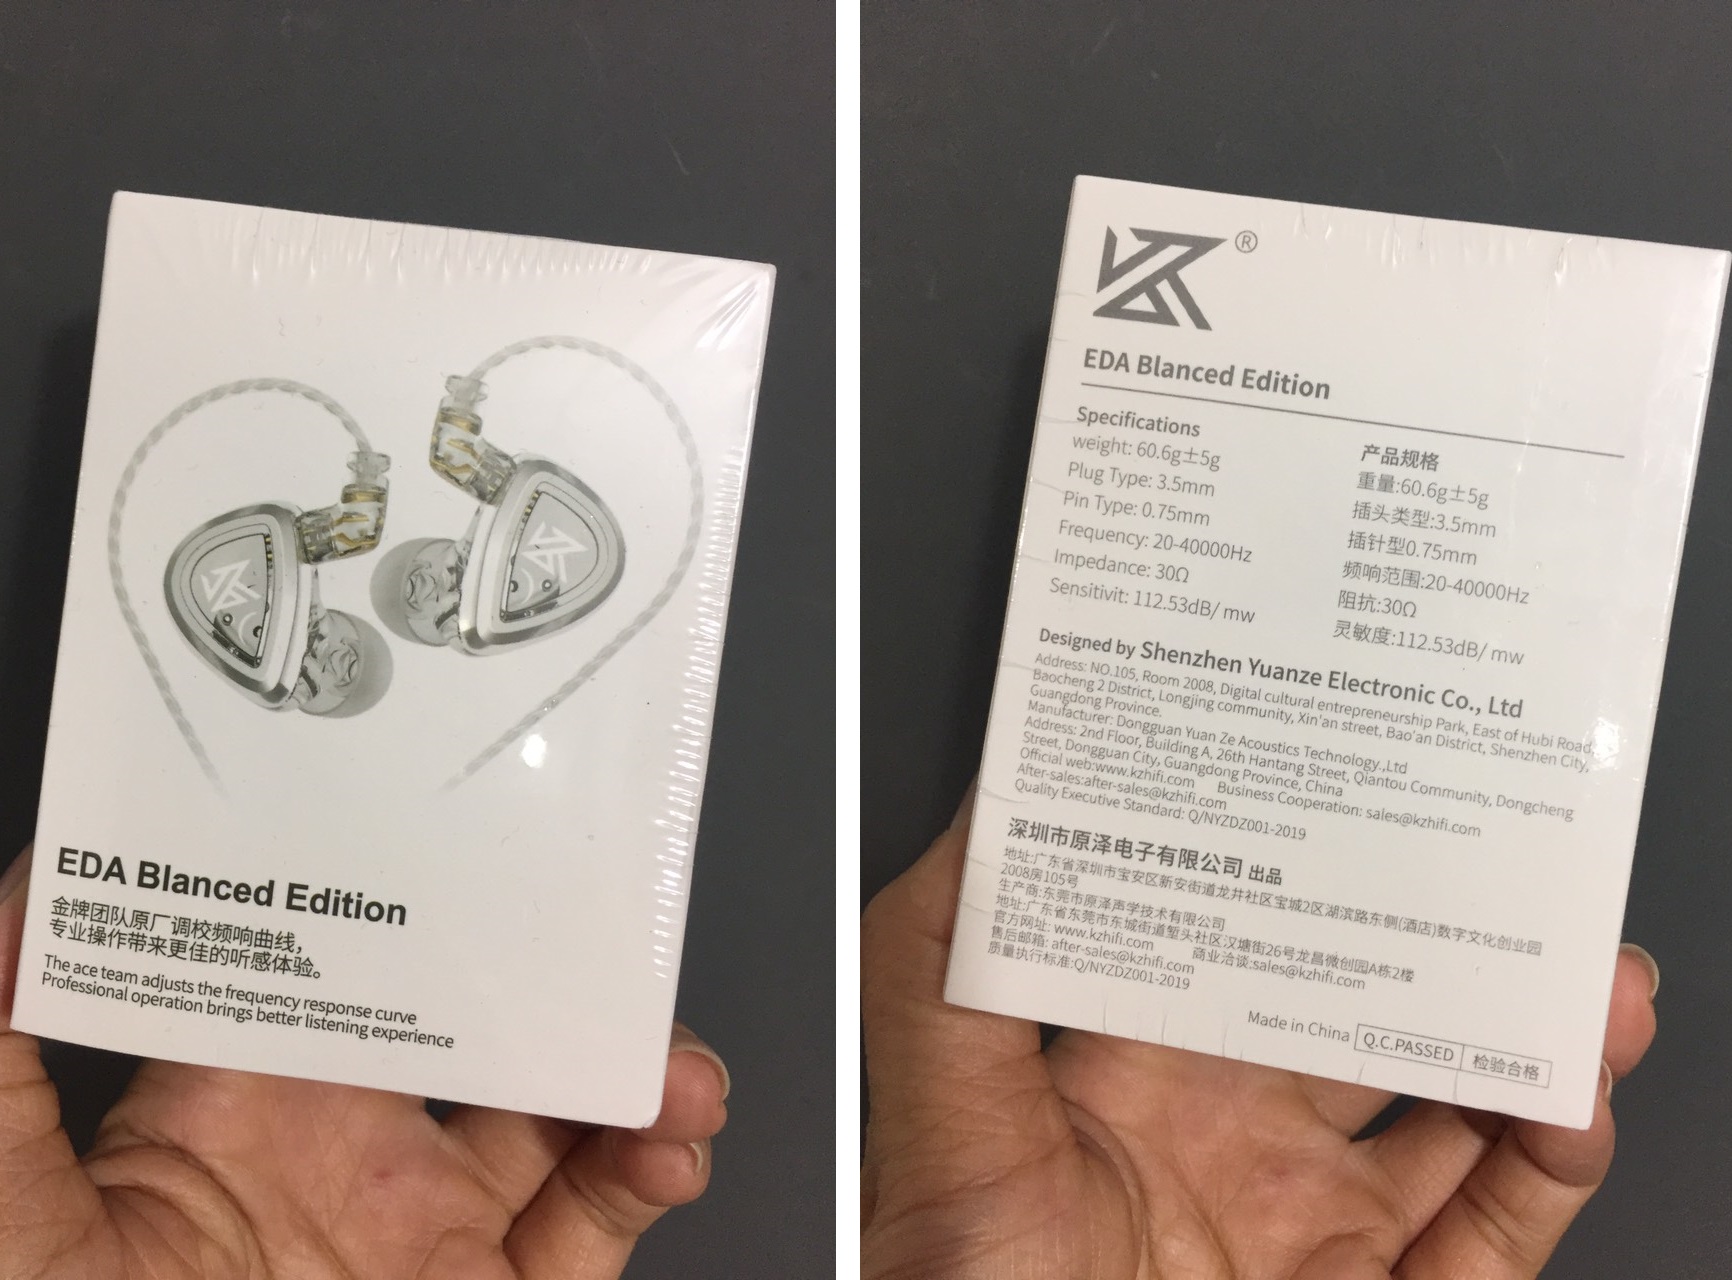 EDA Blanced Edition
金牌团队原厂调校频响曲线，
专业操作带来更佳的听感体验。
The ace team adjusts the frequency response curve
Professional operation brings better listening experience
KZ®
EDA Blanced Edition
Specifications
weight: 60.6g±5g
Plug Type: 3.5mm
Pin Type: 0.75mm
Frequency: 20-40000Hz
Impedance: 30Ω
Sensitivit: 112.53dB/ mw
产品规格
重量:60.6g±5g
插头类型:3.5mm
插针型0.75mm
频响范围:20-40000Hz
阻抗:30Ω
灵敏度:112.53dB/ mw
Designed by Shenzhen Yuanze Electronic Co., Ltd
Address: NO.105, Room 2008, Digital cultural entrepreneurship Park, East of Hubi Road,
Baocheng 2 District, Longjing community, Xin'an street, Bao'an District, Shenzhen City,
Guangdong Province.
Manufacturer: Dongguan Yuan Ze Acoustics Technology.,Ltd
Address: 2nd Floor, Building A, 26th Hantang Street, Qiantou Community, Dongcheng
Street, Dongguan City, Guangdong Province, China
Official web:www.kzhifi.com Business Cooperation: sales@kzhifi.com
After-sales:after-sales@kzhifi.com
Quality Executive Standard: Q/NYZDZ001-2019
深圳市原泽电子有限公司 出品
地址:广东省深圳市宝安区新安街道龙井社区宝城2区湖滨路东侧(酒店)数字文化创业园
2008房105号
生产商:东莞市原泽声学技术有限公司
地址:广东省东莞市东城街道堑头社区汉塘街26号龙昌微创园A栋2楼
官方网址: www.kzhifi.com 商业洽谈:sales@kzhifi.com
售后邮箱: after-sales@kzhifi.com
质量执行标准:Q/NYZDZ001-2019
Made in China Q.C.PASSED 检验合格